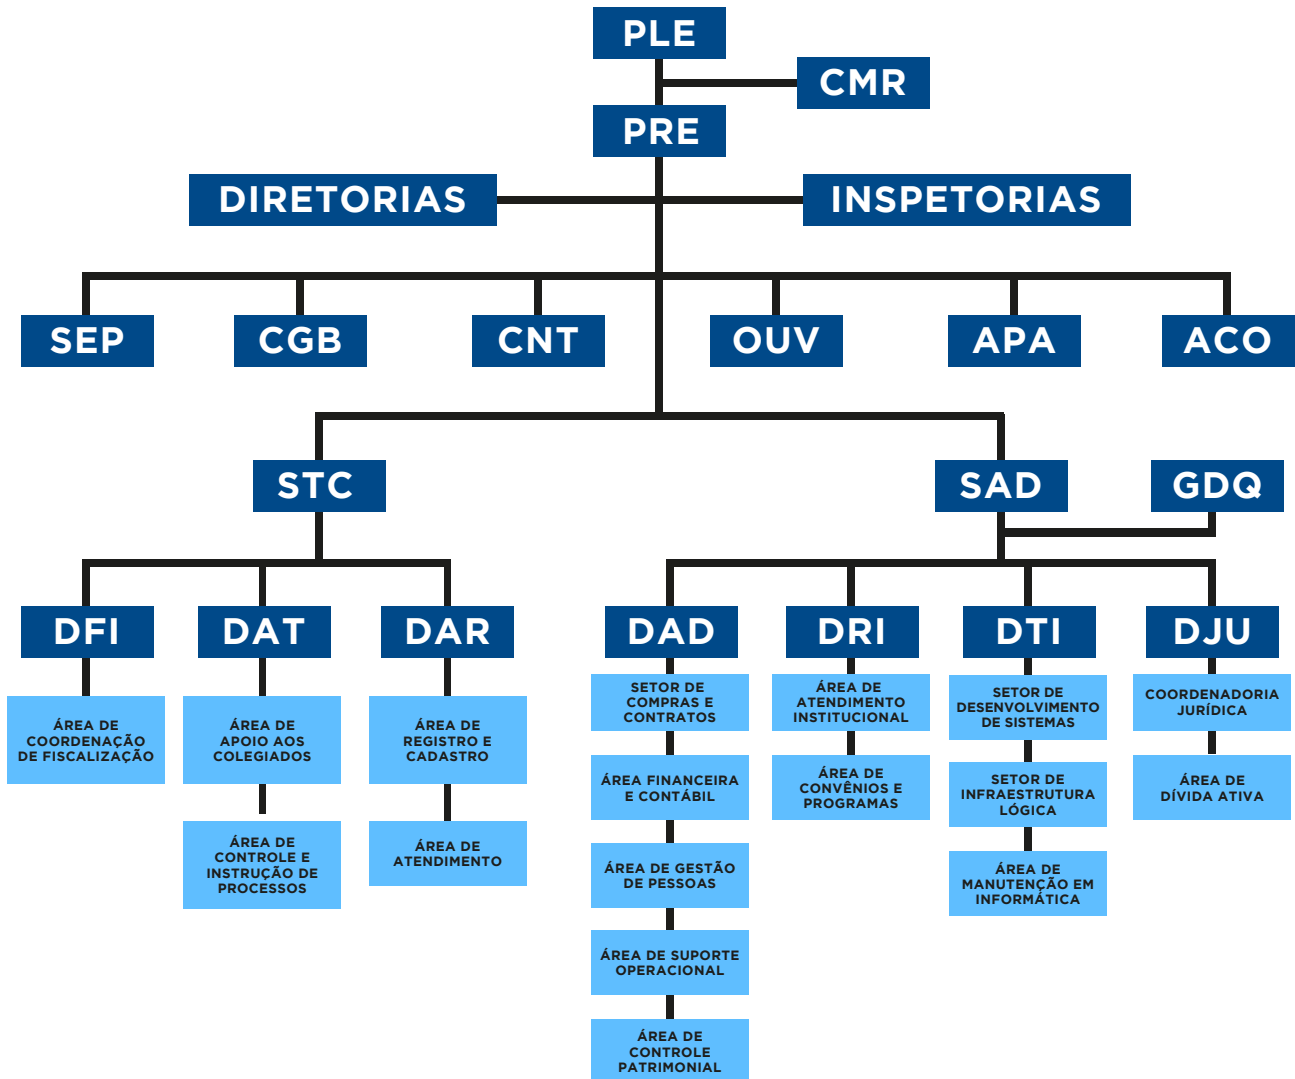 PLE
CMR
PRE
DIRETORIAS
INSPETORIAS
SEP
CGB
CNT
OUV
APA
ACO
STC
SAD
GDQ
DFI
DAT
DAR
DAD
DRI
DTI
DJU
ÁREA DE
COORDENAÇÃO
DE FISCALIZAÇÃO
ÁREA DE
APOIO AOS
COLEGIADOS
ÁREA DE
CONTROLE E
INSTRUÇÃO DE
PROCESSOS
ÁREA DE
REGISTRO E
CADASTRO
ÁREA DE
ATENDIMENTO
SETOR DE
COMPRAS E
CONTRATOS
ÁREA FINANCEIRA
E CONTÁBIL
ÁREA DE GESTÃO
DE PESSOAS
ÁREA DE SUPORTE
OPERACIONAL
ÁREA DE
CONTROLE
PATRIMONIAL
ÁREA DE
ATENDIMENTO
INSTITUCIONAL
ÁREA DE
CONVÊNIOS E
PROGRAMAS
SETOR DE
DESENVOLVIMENTO
DE SISTEMAS
SETOR DE
INFRAESTRUTURA
LÓGICA
ÁREA DE
MANUTENÇÃO EM
INFORMÁTICA
COORDENADORIA
JURÍDICA
ÁREA DE
DÍVIDA ATIVA